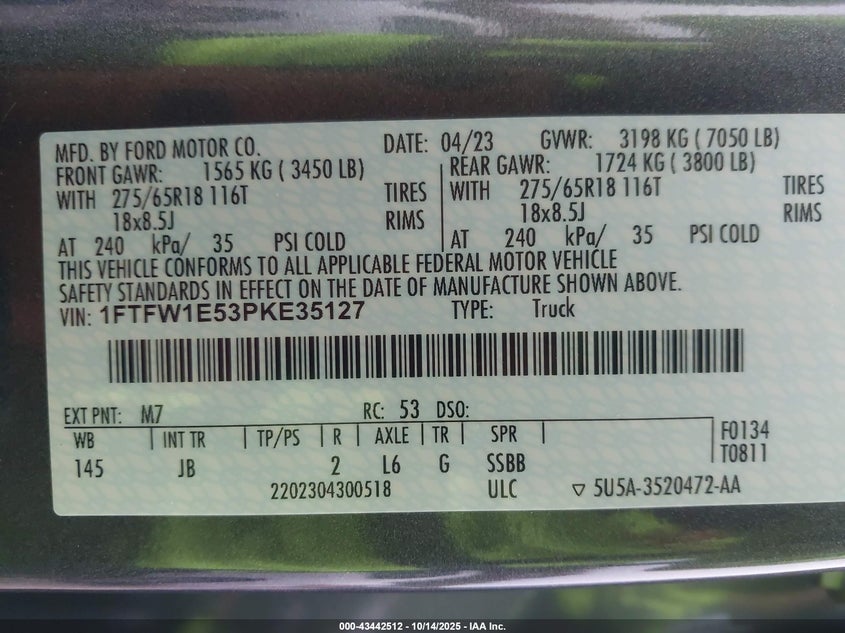 MFD. BY FORD MOTOR CO. DATE: 04/23 GVWR: 3198 KG ( 7050 LB)
FRONT GAWR: 1565 KG ( 3450 LB) REAR GAWR: 1724 KG ( 3800 LB)
WITH 275/65R18 116T TIRES WITH 275/65R18 116T TIRES
18x8.5J RIMS 18x8.5J RIMS
AT 240 kPa/ 35 PSI COLD AT 240 kPa/ 35 PSI COLD
THIS VEHICLE CONFORMS TO ALL APPLICABLE FEDERAL MOTOR VEHICLE
SAFETY STANDARDS IN EFFECT ON THE DATE OF MANUFACTURE SHOWN ABOVE.
VIN: 1FTFW1E53PKE35127 TYPE: Truck
EXT PNT: M7 RC: 53 DSO:
WB INT TR TP/PS R AXLE TR SPR F0134
145 JB 2 L6 G SSBB T0811
2202304300518 ULC ▽ 5U5A-3520472-AA
000-43442512 - 10/14/2025 - IAA Inc.